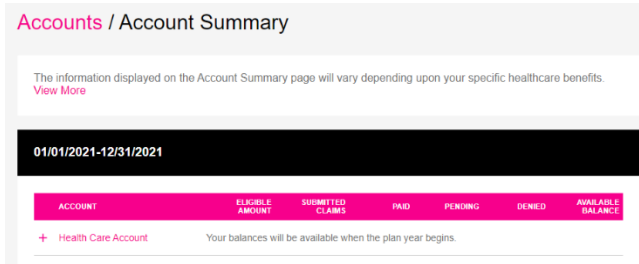 Accounts / Account Summary
The information displayed on the Account Summary page will vary depending upon your specific healthcare benefits.
View More
01/01/2021-12/31/2021
ACCOUNT ELIGIBLE AMOUNT SUBMITTED CLAIMS PAID PENDING DENIED AVAILABLE BALANCE
+ Health Care Account Your balances will be available when the plan year begins.